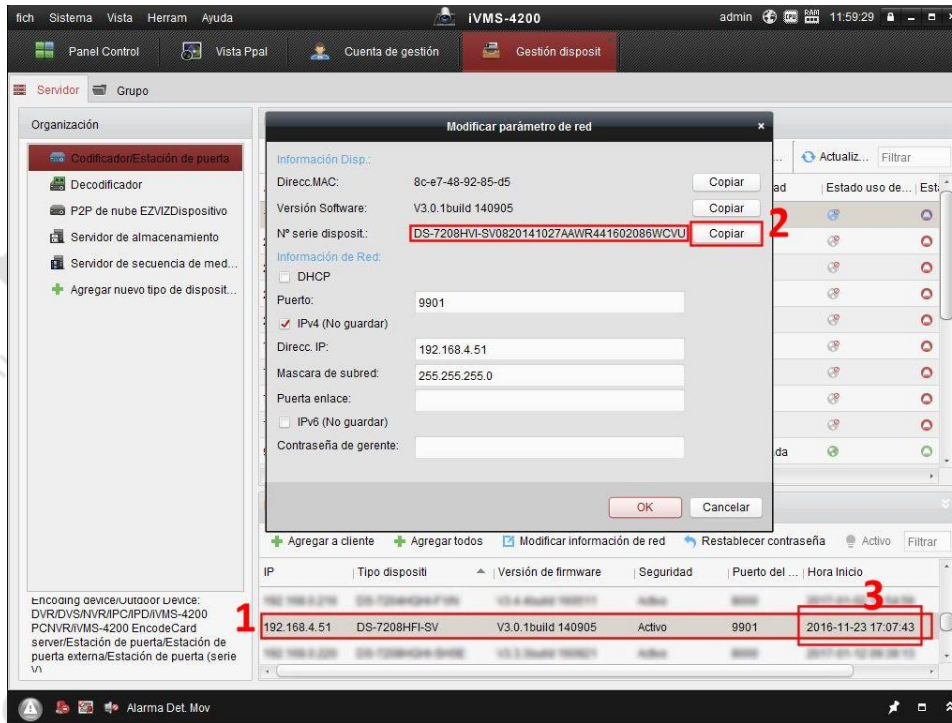 fich Sistema Vista Herram Ayuda iVMS-4200 admin 11:59:29
Panel Control Vista Ppal Cuenta de gestión Gestión disposit
Servidor Grupo
Organización
Codificador/Estación de puerta
Decodificador
P2P de nube EZVIZDispositivo
Servidor de almacenamiento
Servidor de secuencia de med...
Agregar nuevo tipo de disposit...
Encoding device/Outdoor Device:
DVR/DVS/NVR/IPC/IPD/iVMS-4200
PCNVR/iVMS-4200 EncodeCard
server/Estación de puerta/Estación de
puerta externa/Estación de puerta (serie
V)
Modificar parámetro de red
Información Disp.:
Direcc.MAC: 8c-e7-48-92-85-d5 Copiar
Versión Software: V3.0.1build 140905 Copiar
Nº serie disposit.: DS-7208HVI-SV0820141027AAWR441602086WCVU Copiar 2
Información de Red:
DHCP
Puerto: 9901
IPv4 (No guardar)
Direcc. IP: 192.168.4.51
Mascara de subred: 255.255.255.0
Puerta enlace:
IPv6 (No guardar)
Contraseña de gerente:
OK Cancelar
... Actualiz... Filtrar
ad Estado uso de... Esta
da
Agregar a cliente Agregar todos Modificar información de red Restablecer contraseña Activo Filtrar
IP Tipo dispositi Versión de firmware Seguridad Puerto del ... Hora Inicio
3
1 192.168.4.51 DS-7208HFI-SV V3.0.1build 140905 Activo 9901 2016-11-23 17:07:43
Alarma Det. Mov